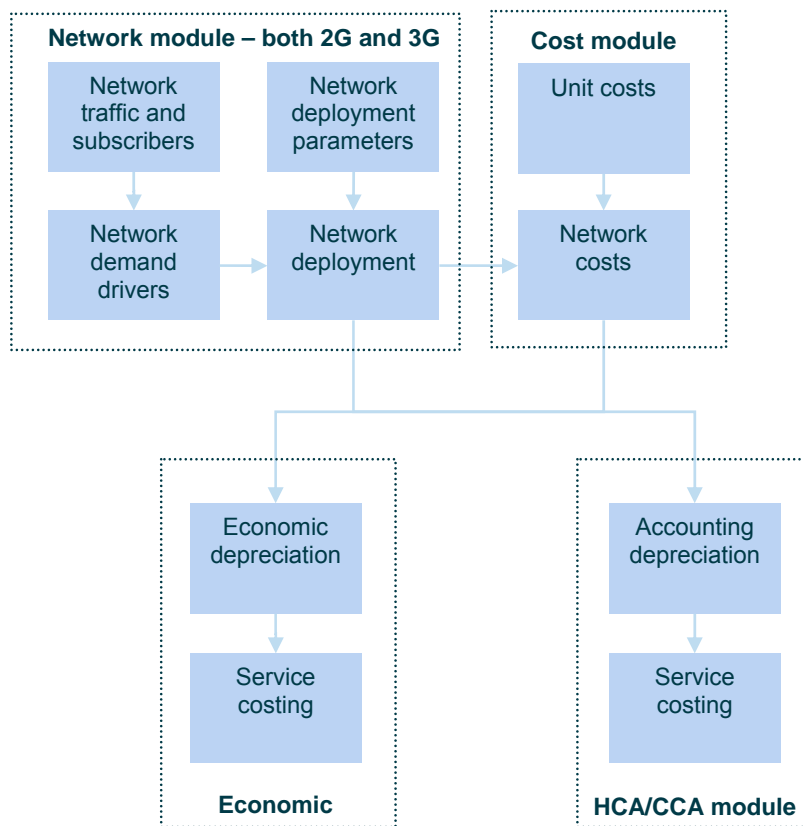 Network module – both 2G and 3G
Cost module
Network
traffic and
subscribers
Network
deployment
parameters
Unit costs
Network
demand
drivers
Network
deployment
Network
costs
Economic
depreciation
Accounting
depreciation
Service
costing
Service
costing
Economic
HCA/CCA module